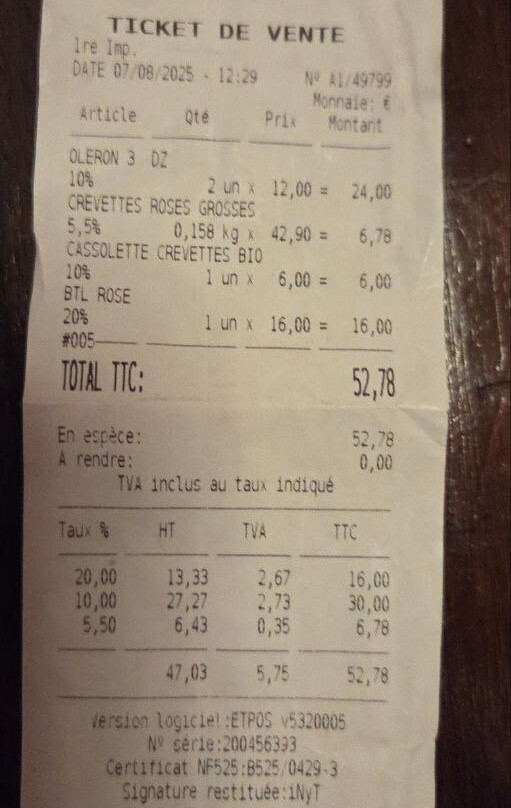 TICKET DE VENTE
1re Imp.
DATE 07/08/2025 - 12:29 Nº A1/49799
Monnaie: €
Article Qté Prix Montant
OLERON 3 DZ
10% 2 un x 12,00 = 24,00
CREVETTES ROSES GROSSES
5,5% 0,158 kg x 42,90 = 6,78
CASSOLETTE CREVETTES BIO
10% 1 un x 6,00 = 6,00
BTL ROSE
20% 1 un x 16,00 = 16,00
#005
TOTAL TTC: 52,78
En espèce: 52,78
A rendre: 0,00
TVA inclus au taux indiqué
Taux % HT TVA TTC
20,00 13,33 2,67 16,00
10,00 27,27 2,73 30,00
5,50 6,43 0,35 6,78
47,03 5,75 52,78
Version logiciel:ETPOS v5320005
Nº série:200456393
Certificat NF525:B525/0429-3
Signature restituée:iNyT